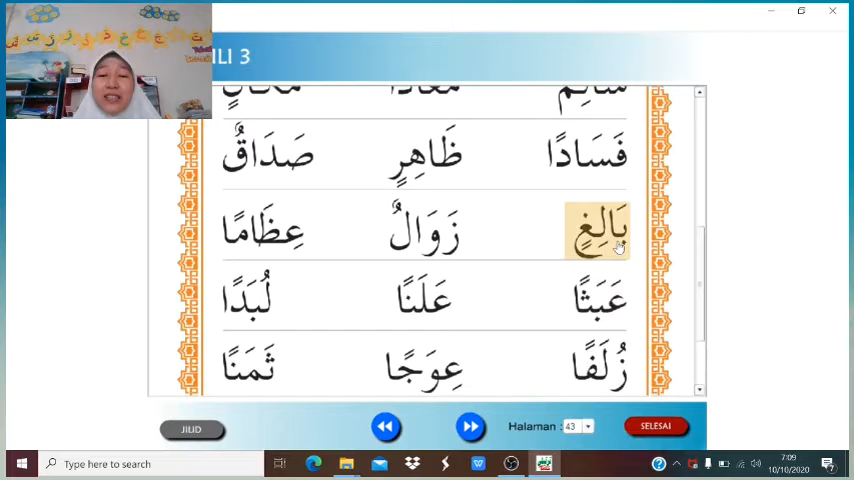 ILI 3
فَسَادًا ظَاهِرٍ صَدَاقٌ
بَالِغٍ زَوَالٌ عِظَامًا
عَبَثًا عَلَنًا لُبَدًا
زُلَفًا عِوَجًا ثَمَنًا
JILID Halaman : 43 SELESAI
Type here to search
7:09
10/10/2020